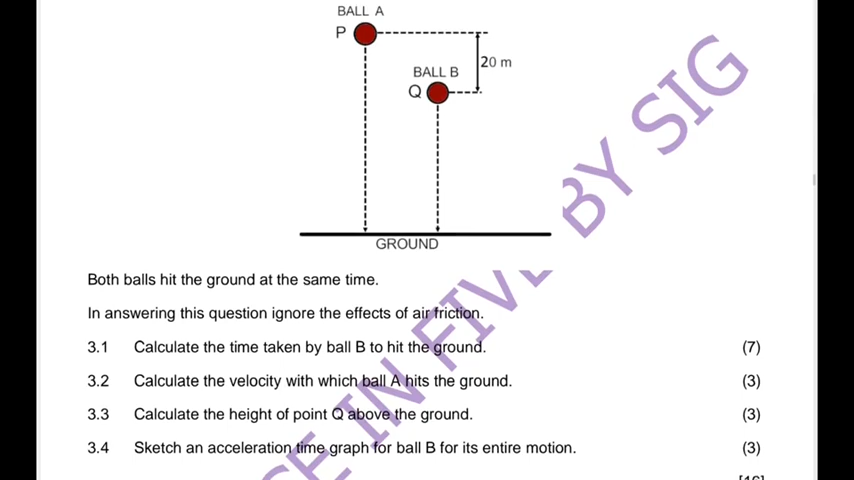 BALL A
P
20 m
BALL B
Q
GROUND
BY SIG
Both balls hit the ground at the same time.
In answering this question ignore the effects of air friction.
3.1 Calculate the time taken by ball B to hit the ground. (7)
3.2 Calculate the velocity with which ball A hits the ground. (3)
3.3 Calculate the height of point Q above the ground. (3)
3.4 Sketch an acceleration time graph for ball B for its entire motion. (3)
IN FIVE